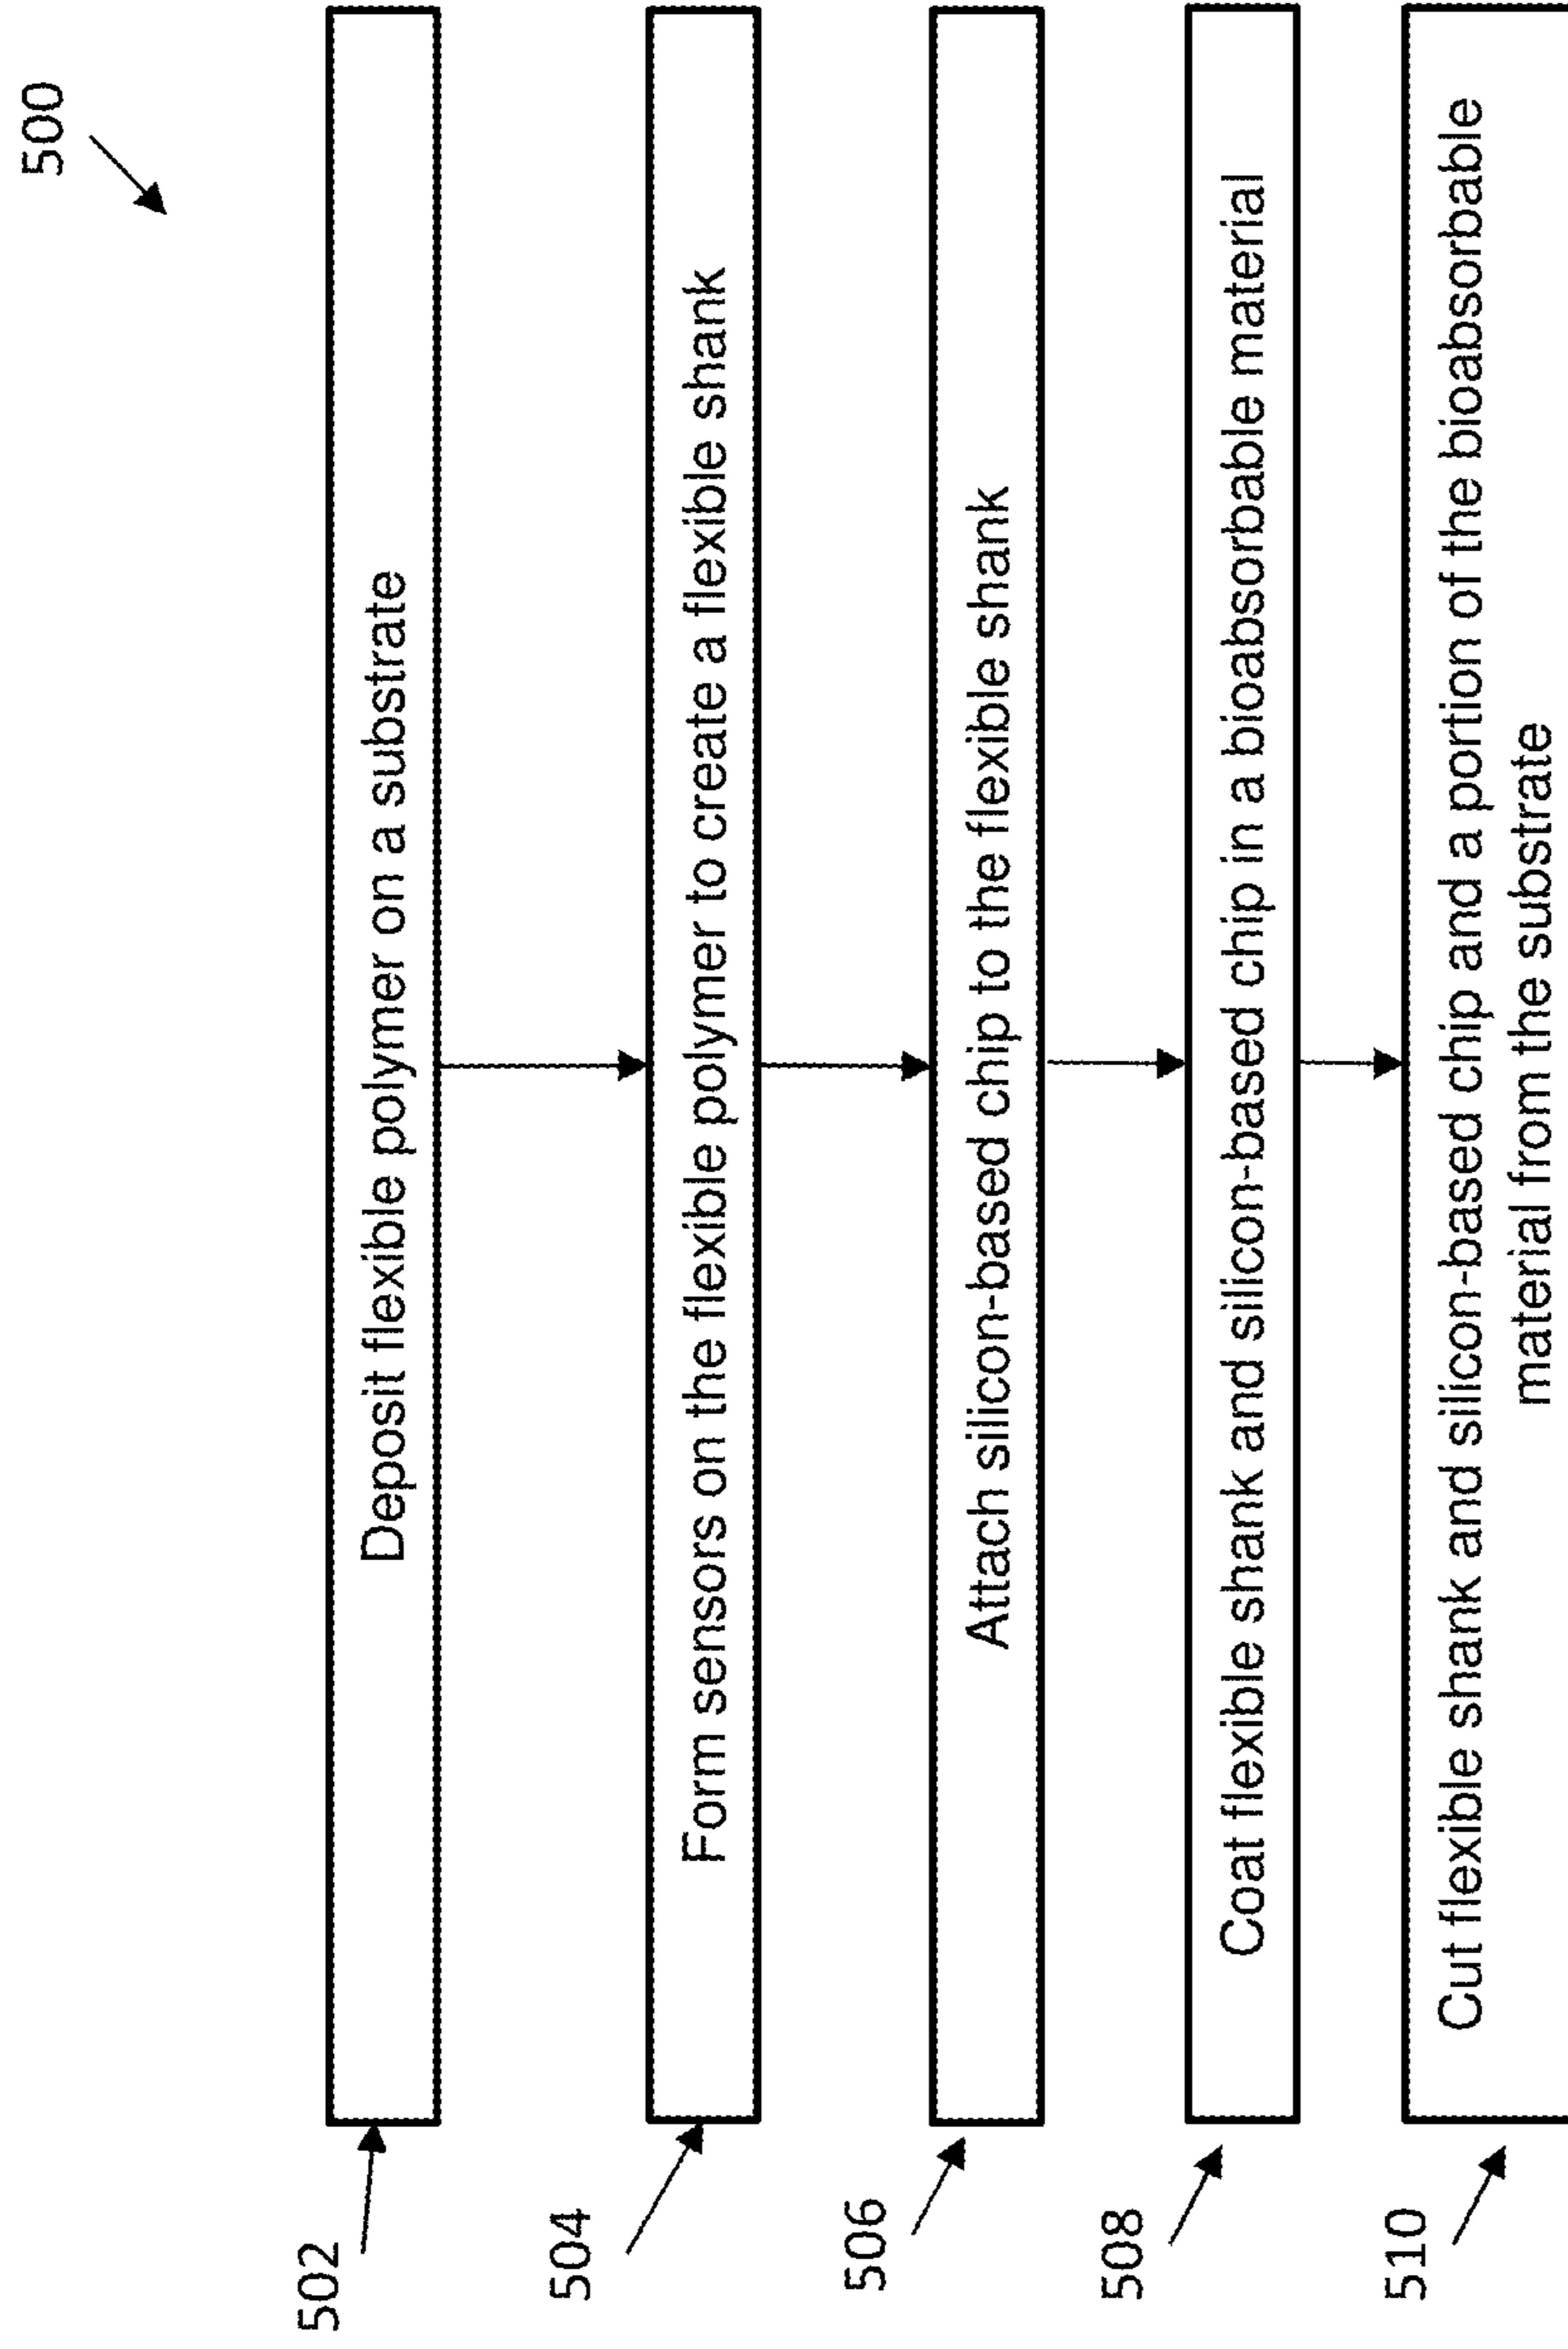 500
502
Deposit flexible polymer on a substrate
504
Form sensors on the flexible polymer to create a flexible shank
506
Attach silicon-based chip to the flexible shank
508
Coat flexible shank and silicon-based chip in a bioabsorbable material
510
Cut flexible shank and silicon-based chip and a portion of the bioabsorbable
material from the substrate